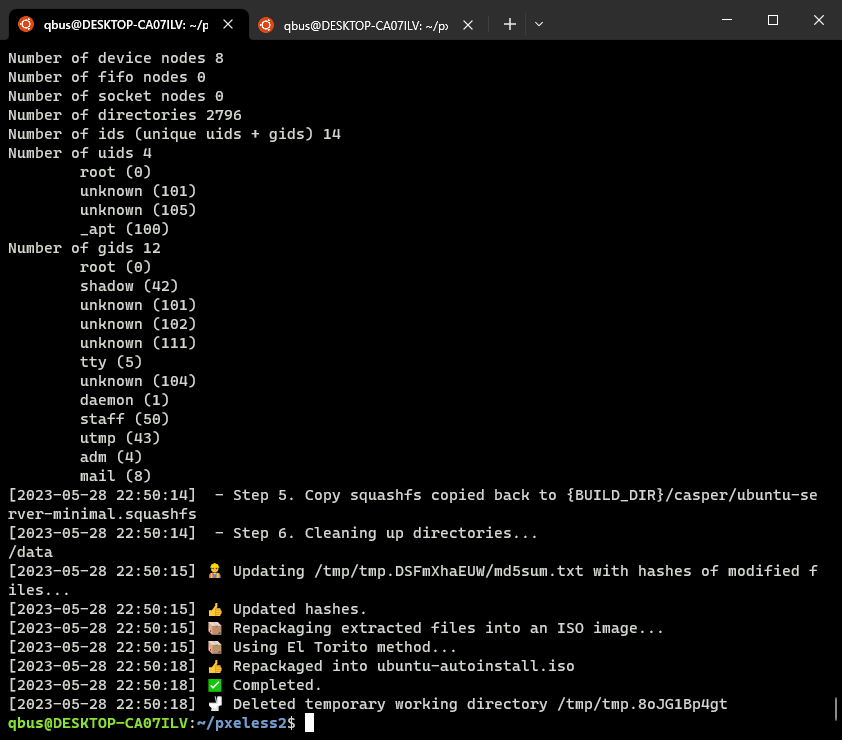 qbus@DESKTOP-CA07ILV: ~/p
qbus@DESKTOP-CA07ILV: ~/p
Number of device nodes 8
Number of fifo nodes 0
Number of socket nodes 0
Number of directories 2796
Number of ids (unique uids + gids) 14
Number of uids 4
root (0)
unknown (101)
unknown (105)
_apt (100)
Number of gids 12
root (0)
shadow (42)
unknown (101)
unknown (102)
unknown (111)
tty (5)
unknown (104)
daemon (1)
staff (50)
utmp (43)
adm (4)
mail (8)
[2023-05-28 22:50:14]  - Step 5. Copy squashfs copied back to {BUILD_DIR}/casper/ubuntu-se
rver-minimal.squashfs
[2023-05-28 22:50:14]  - Step 6. Cleaning up directories...
/data
[2023-05-28 22:50:15] 👷 Updating /tmp/tmp.DSFmXhaEUW/md5sum.txt with hashes of modified f
iles...
[2023-05-28 22:50:15] 👍 Updated hashes.
[2023-05-28 22:50:15] 📦 Repackaging extracted files into an ISO image...
[2023-05-28 22:50:15] 📦 Using El Torito method...
[2023-05-28 22:50:18] 👍 Repackaged into ubuntu-autoinstall.iso
[2023-05-28 22:50:18] ✅ Completed.
[2023-05-28 22:50:18] 🚽 Deleted temporary working directory /tmp/tmp.8oJG1Bp4gt
qbus@DESKTOP-CA07ILV:~/pxeless2$